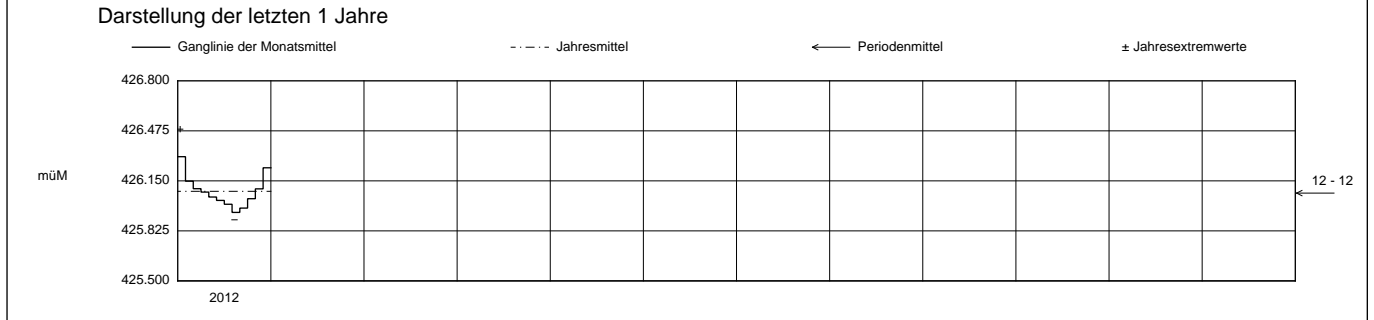 Darstellung der letzten 1 Jahre
Ganglinie der Monatsmittel Jahresmittel Periodenmittel ± Jahresextremwerte
426.800
426.475
müM 426.150 12 - 12
425.825
425.500
2012